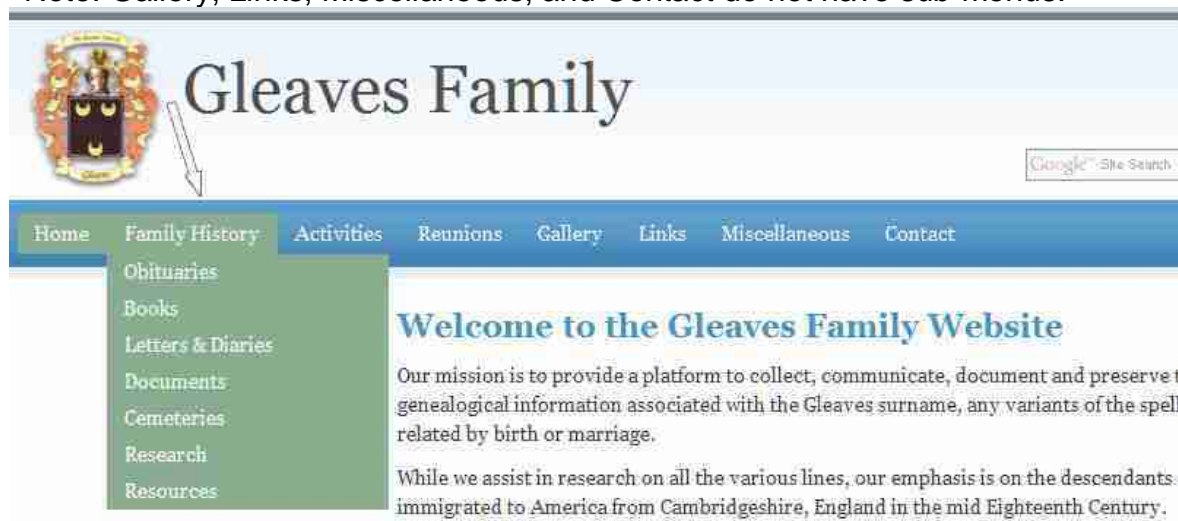 Note: Gallery, Links, Miscellaneous, and Contact do not have sub-menus.
Gleaves Family
Google™ Site Search
Home Family History Activities Reunions Gallery Links Miscellaneous Contact
Obituaries
Books
Letters & Diaries
Documents
Cemeteries
Research
Resources
Welcome to the Gleaves Family Website
Our mission is to provide a platform to collect, communicate, document and preserve t
genealogical information associated with the Gleaves surname, any variants of the spell
related by birth or marriage.
While we assist in research on all the various lines, our emphasis is on the descendants
immigrated to America from Cambridgeshire, England in the mid Eighteenth Century.